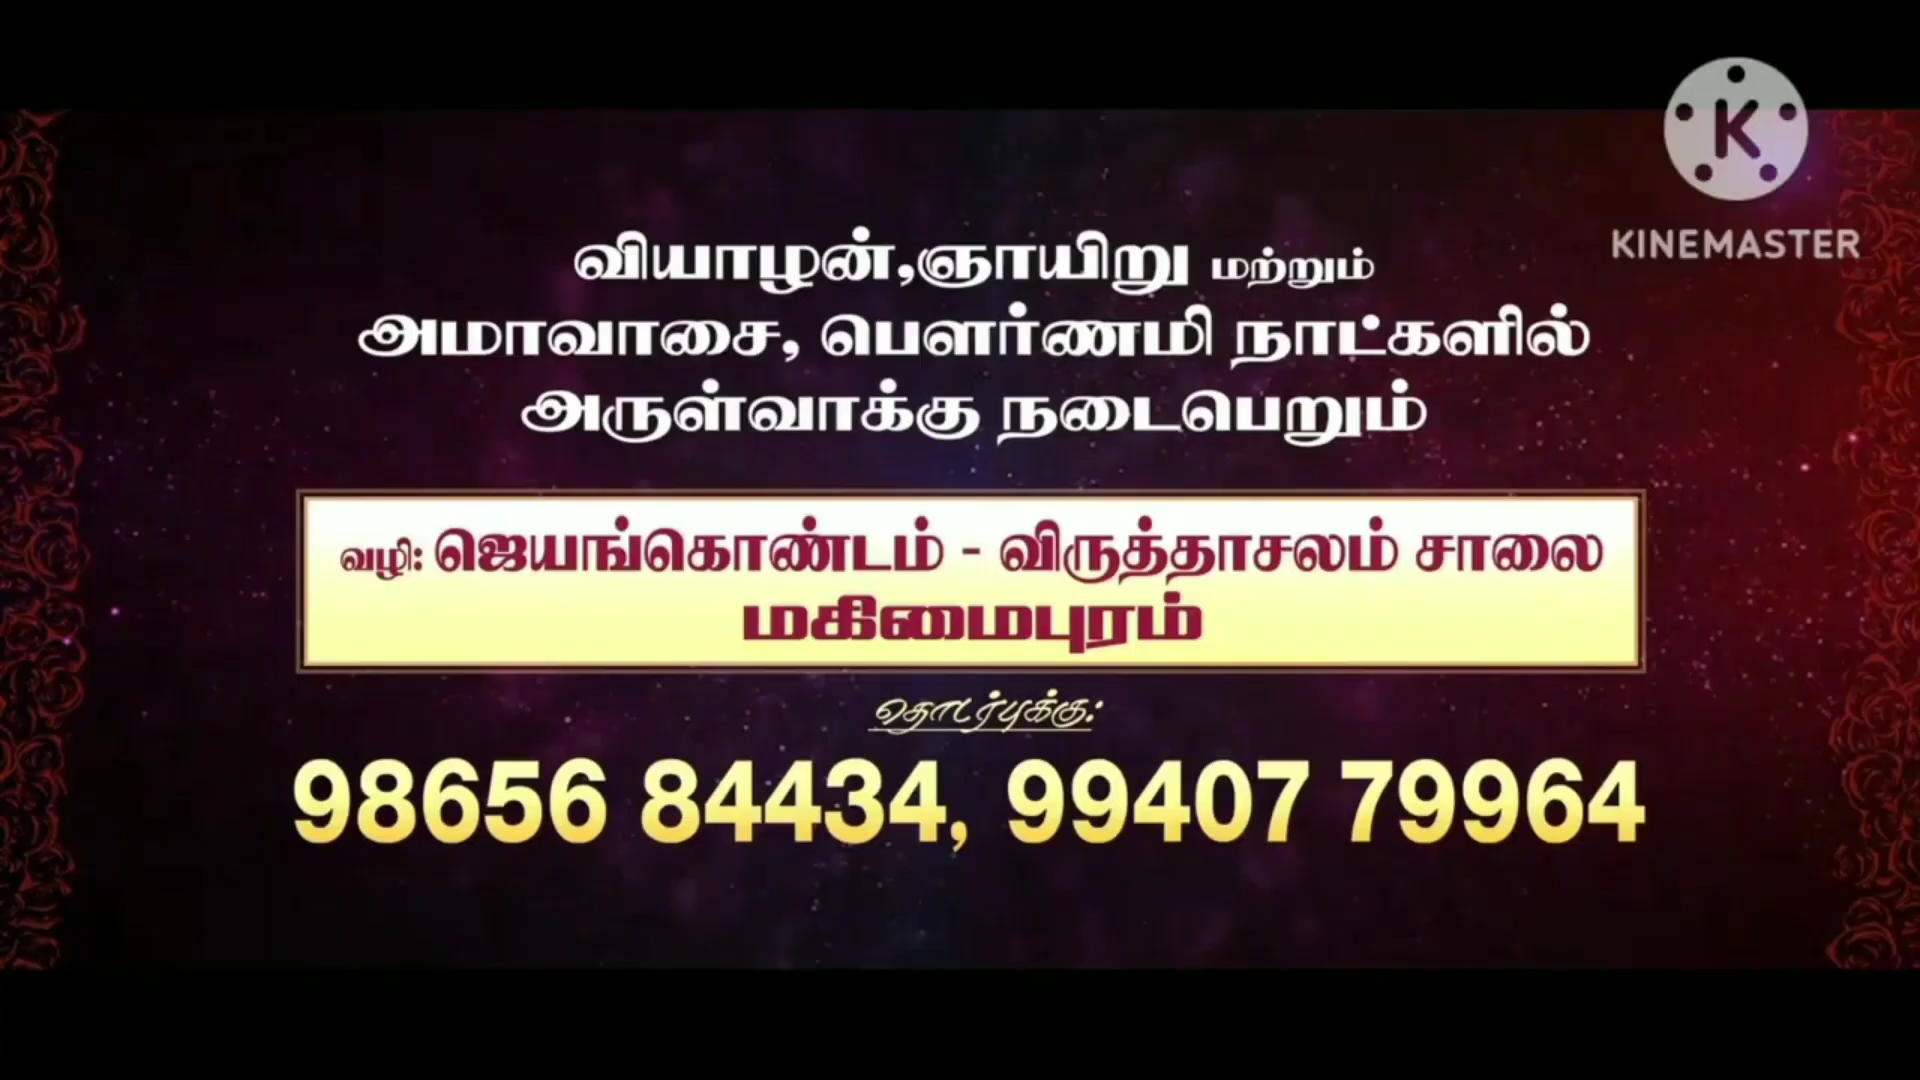 KINEMASTER
வியாழன்,ஞாயிறு மற்றும்
அமாவாசை, பௌர்ணமி நாட்களில்
அருள்வாக்கு நடைபெறும்
வழி: ஜெயங்கொண்டம் - விருத்தாசலம் சாலை
மகிமைபுரம்
தொடர்புக்கு:
98656 84434, 99407 79964